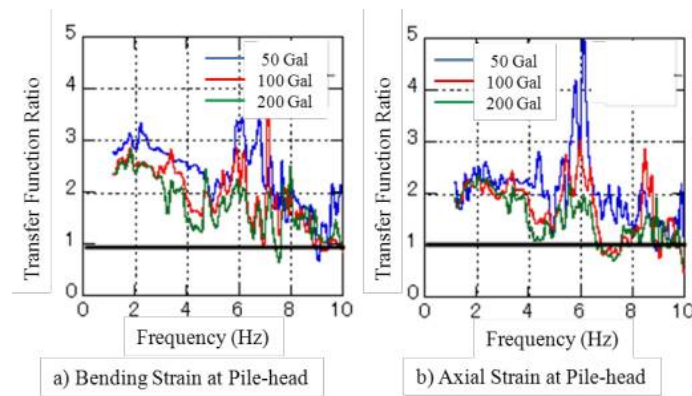 5
4
3
2
1
0
Transfer Function Ratio
50 Gal
100 Gal
200 Gal
0 2 4 6 8 10
Frequency (Hz)
a) Bending Strain at Pile-head
5
4
3
2
1
0
Transfer Function Ratio
50 Gal
100 Gal
200 Gal
0 2 4 6 8 10
Frequency (Hz)
b) Axial Strain at Pile-head